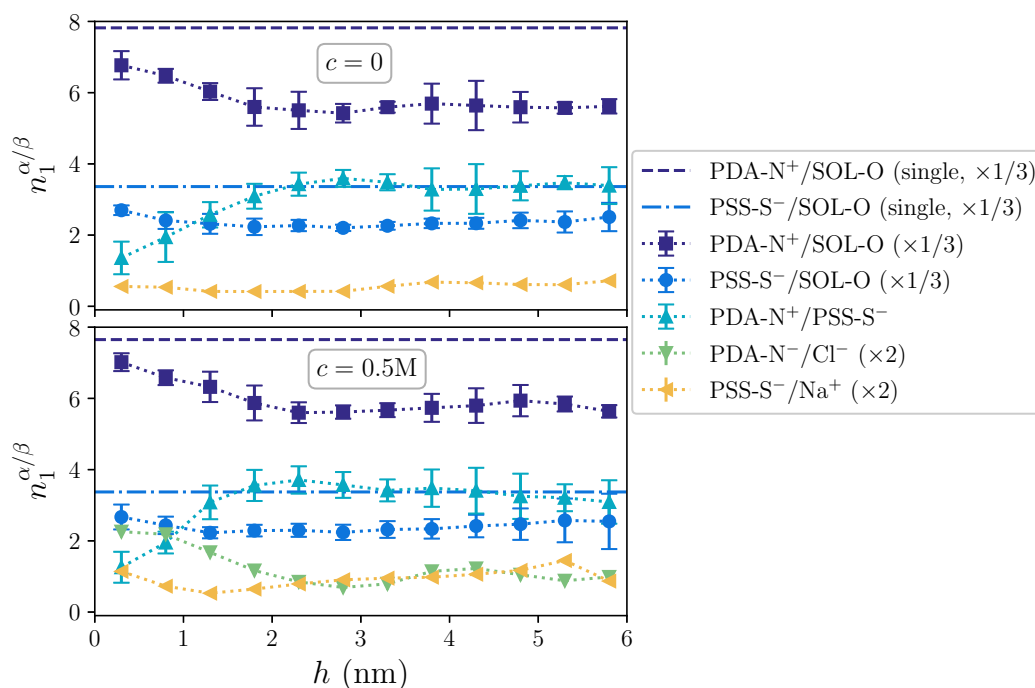 8
6
4
2
0
n₁^{α/β}
c = 0
8
6
4
2
0
n₁^{α/β}
c = 0.5M
0 1 2 3 4 5 6
h (nm)
PDA-N⁺/SOL-O (single, ×1/3)
PSS-S⁻/SOL-O (single, ×1/3)
PDA-N⁺/SOL-O (×1/3)
PSS-S⁻/SOL-O (×1/3)
PDA-N⁺/PSS-S⁻
PDA-N⁻/Cl⁻ (×2)
PSS-S⁻/Na⁺ (×2)